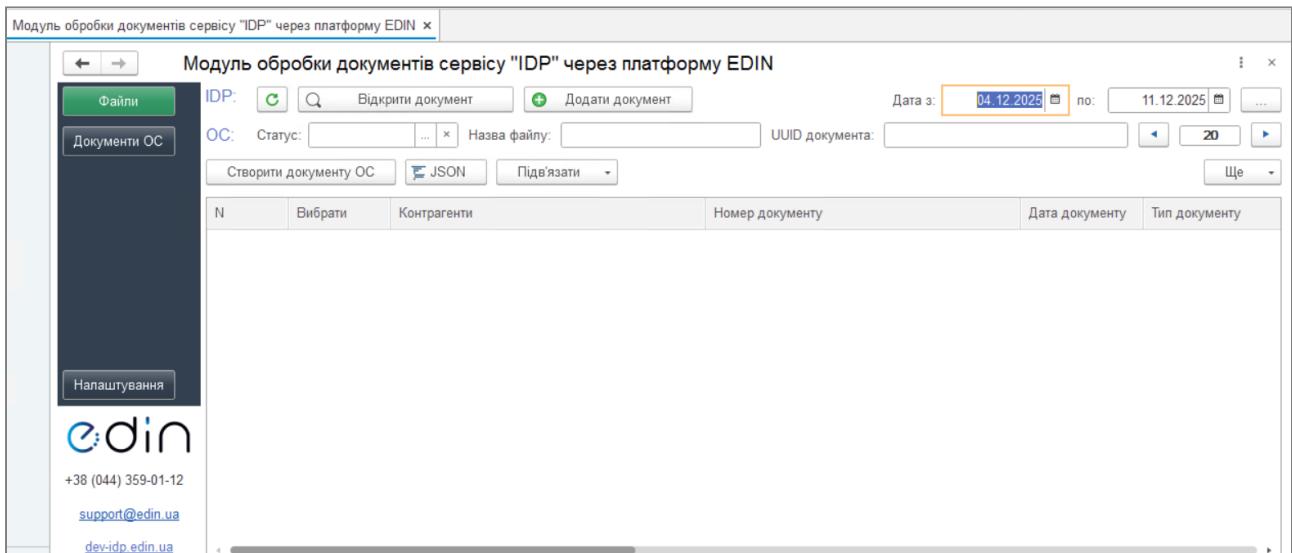 Модуль обробки документів сервісу "IDP" через платформу EDIN ×
Модуль обробки документів сервісу "IDP" через платформу EDIN
Файли
IDP: Відкрити документ Додати документ Дата з: 04.12.2025 по: 11.12.2025 ...
Документи ОС
ОС: Статус: ... × Назва файлу: UUID документа: 20
Створити документу ОС JSON Підв'язати Ще
N Вибрати Контрагенти Номер документу Дата документу Тип документу
Налаштування
edin
+38 (044) 359-01-12
support@edin.ua
dev-idp.edin.ua